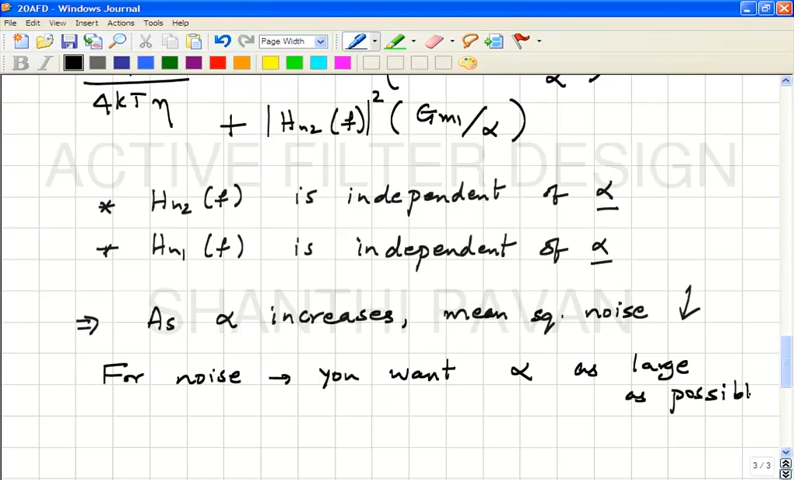 20AFD - Windows Journal
File Edit View Insert Actions Tools Help
Page Width
B I
4kTη
α )
+ |Hn2 (f)|² ( Gm1/α )
ACTIVE FILTER DESIGN
* Hn2 (f) is independent of α
* Hn1 (f) is independent of α
SHANTHI PAVAN
⇒ As α increases, mean sq. noise ↓
For noise → you want α as large
as possibl
3 / 3